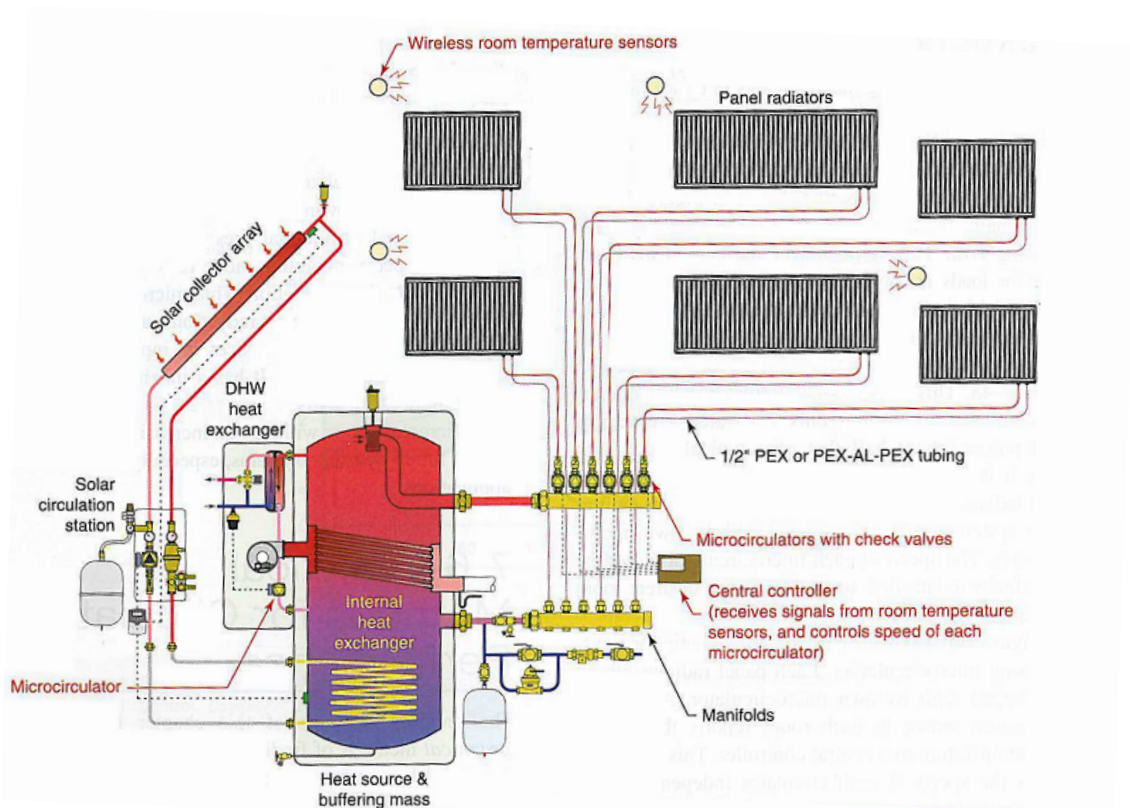 Wireless room temperature sensors
Panel radiators
Solar collector array
DHW
heat
exchanger
1/2" PEX or PEX-AL-PEX tubing
Solar
circulation
station
Microcirculators with check valves
Internal
heat
exchanger
Central controller
(receives signals from room temperature
sensors, and controls speed of each
microcirculator)
Microcirculator
Manifolds
Heat source &
buffering mass